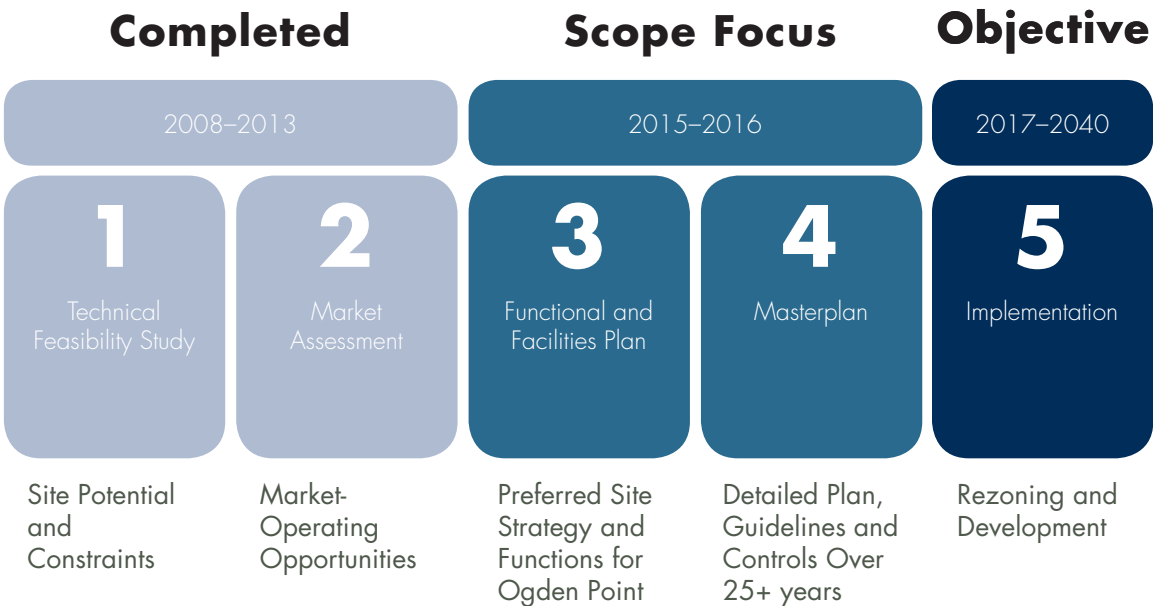 Completed
Scope Focus
Objective
2008–2013
2015–2016
2017–2040
1
Technical
Feasibility Study
2
Market
Assessment
3
Functional and
Facilities Plan
4
Masterplan
5
Implementation
Site Potential
and
Constraints
Market-
Operating
Opportunities
Preferred Site
Strategy and
Functions for
Ogden Point
Detailed Plan,
Guidelines and
Controls Over
25+ years
Rezoning and
Development